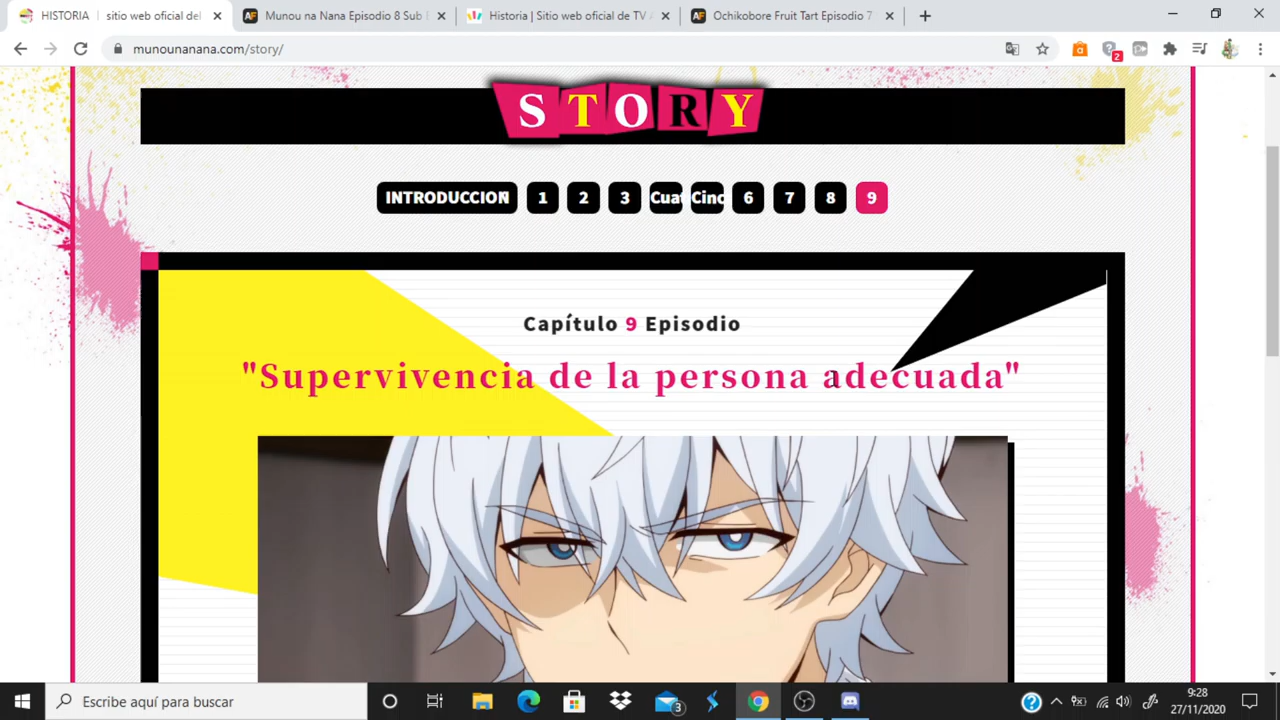 HISTORIA | sitio web oficial del
Munou na Nana Episodio 8 Sub E
Historia | Sitio web oficial de TV A
Ochikobore Fruit Tart Episodio 7
munounanana.com/story/
2
STORY
INTRODUCCION 1 2 3 Cuat Cinc 6 7 8 9
Capítulo 9 Episodio
"Supervivencia de la persona adecuada"
Escribe aquí para buscar
3
9:28
27/11/2020